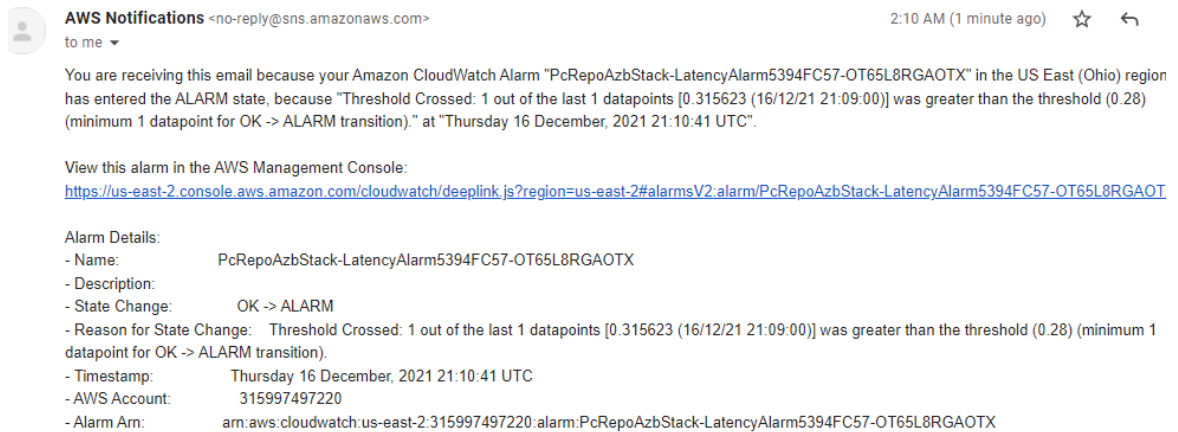 AWS Notifications <no-reply@sns.amazonaws.com> 2:10 AM (1 minute ago)
to me
You are receiving this email because your Amazon CloudWatch Alarm "PcRepoAzbStack-LatencyAlarm5394FC57-OT65L8RGAOTX" in the US East (Ohio) region
has entered the ALARM state, because "Threshold Crossed: 1 out of the last 1 datapoints [0.315623 (16/12/21 21:09:00)] was greater than the threshold (0.28)
(minimum 1 datapoint for OK -> ALARM transition)." at "Thursday 16 December, 2021 21:10:41 UTC".
View this alarm in the AWS Management Console:
https://us-east-2.console.aws.amazon.com/cloudwatch/deeplink.js?region=us-east-2#alarmsV2:alarm/PcRepoAzbStack-LatencyAlarm5394FC57-OT65L8RGAOT
Alarm Details:
- Name: PcRepoAzbStack-LatencyAlarm5394FC57-OT65L8RGAOTX
- Description:
- State Change: OK -> ALARM
- Reason for State Change: Threshold Crossed: 1 out of the last 1 datapoints [0.315623 (16/12/21 21:09:00)] was greater than the threshold (0.28) (minimum 1
datapoint for OK -> ALARM transition).
- Timestamp: Thursday 16 December, 2021 21:10:41 UTC
- AWS Account: 315997497220
- Alarm Arn: arn:aws:cloudwatch:us-east-2:315997497220:alarm:PcRepoAzbStack-LatencyAlarm5394FC57-OT65L8RGAOTX